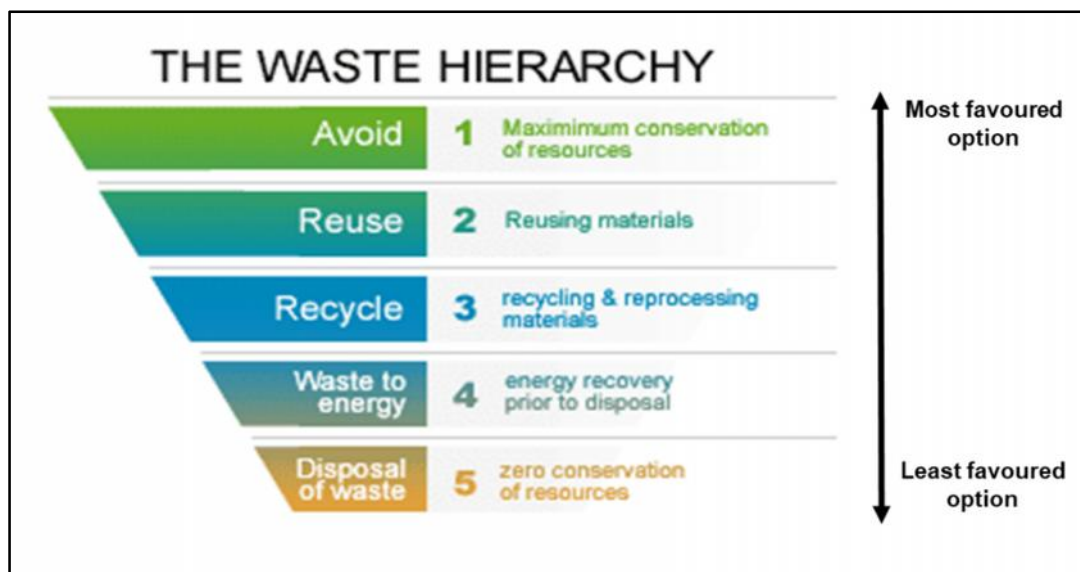 THE WASTE HIERARCHY
Avoid
1
Maximimum conservation
of resources
Reuse
2
Reusing materials
Recycle
3
recycling & reprocessing
materials
Waste to
energy
4
energy recovery
prior to disposal
Disposal
of waste
5
zero conservation
of resources
Most favoured
option
Least favoured
option